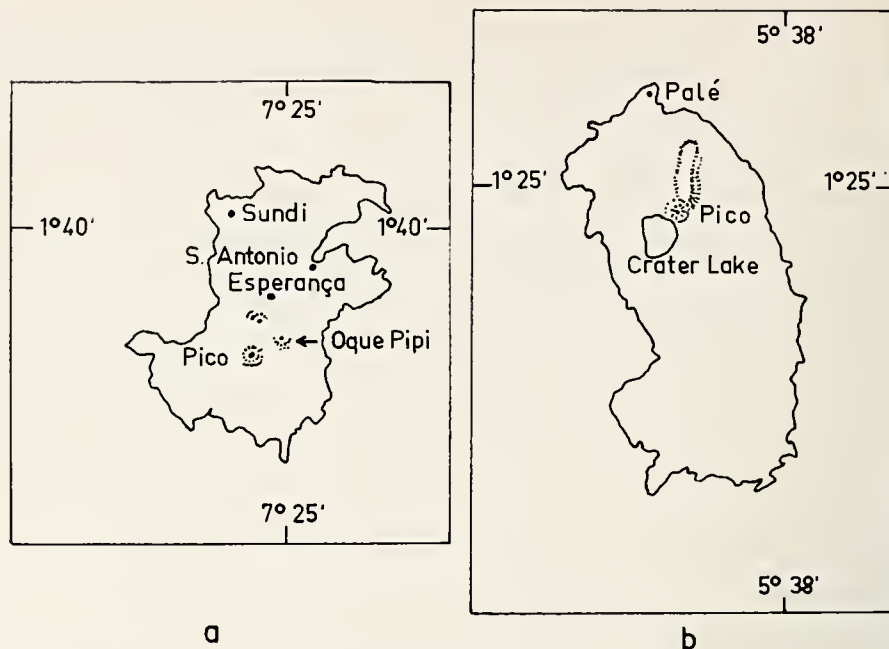 7° 25'
1° 40'
Sundi
1° 40'
S. Antonio
Esperança
Oque Pipi
Pico
7° 25'
a
5° 38'
Palé
1° 25'
1° 25'
Pico
Crater Lake
5° 38'
b